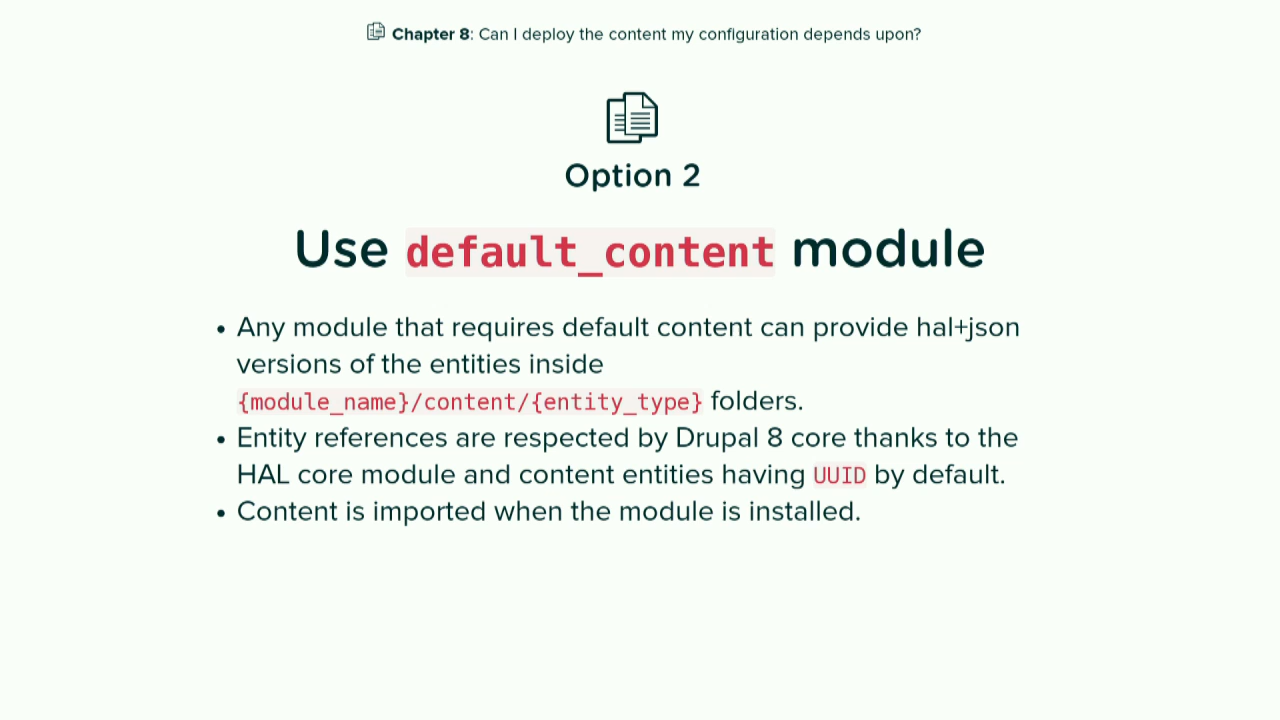 Chapter 8: Can I deploy the content my configuration depends upon?
Option 2
Use default_content module
• Any module that requires default content can provide hal+json
versions of the entities inside
{module_name}/content/{entity_type} folders.
• Entity references are respected by Drupal 8 core thanks to the
HAL core module and content entities having UUID by default.
• Content is imported when the module is installed.